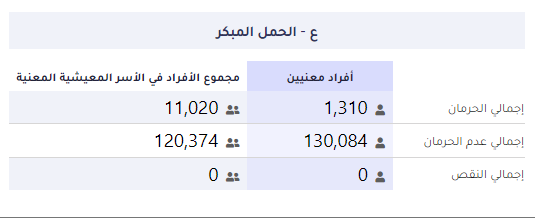 ع - الحمل المبكر
أفراد معنيين مجموع الأفراد في الأسر المعيشية المعنية
إجمالي الحرمان 1,310 11,020
إجمالي عدم الحرمان 130,084 120,374
إجمالي النقص 0 0